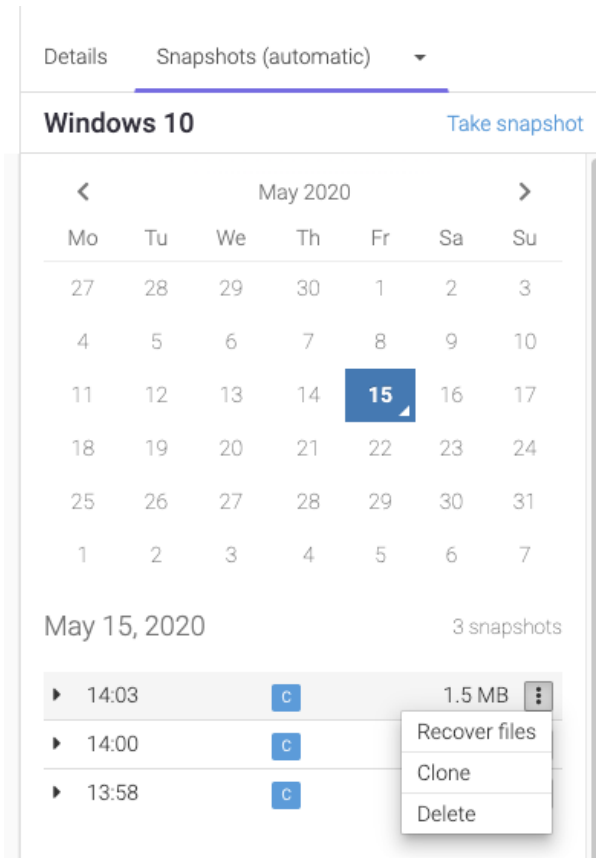 Details Snapshots (automatic)
Windows 10 Take snapshot
May 2020
Mo Tu We Th Fr Sa Su
27 28 29 30 1 2 3
4 5 6 7 8 9 10
11 12 13 14 15 16 17
18 19 20 21 22 23 24
25 26 27 28 29 30 31
1 2 3 4 5 6 7
May 15, 2020 3 snapshots
14:03 C 1.5 MB
Recover files
14:00 C
Clone
13:58 C
Delete